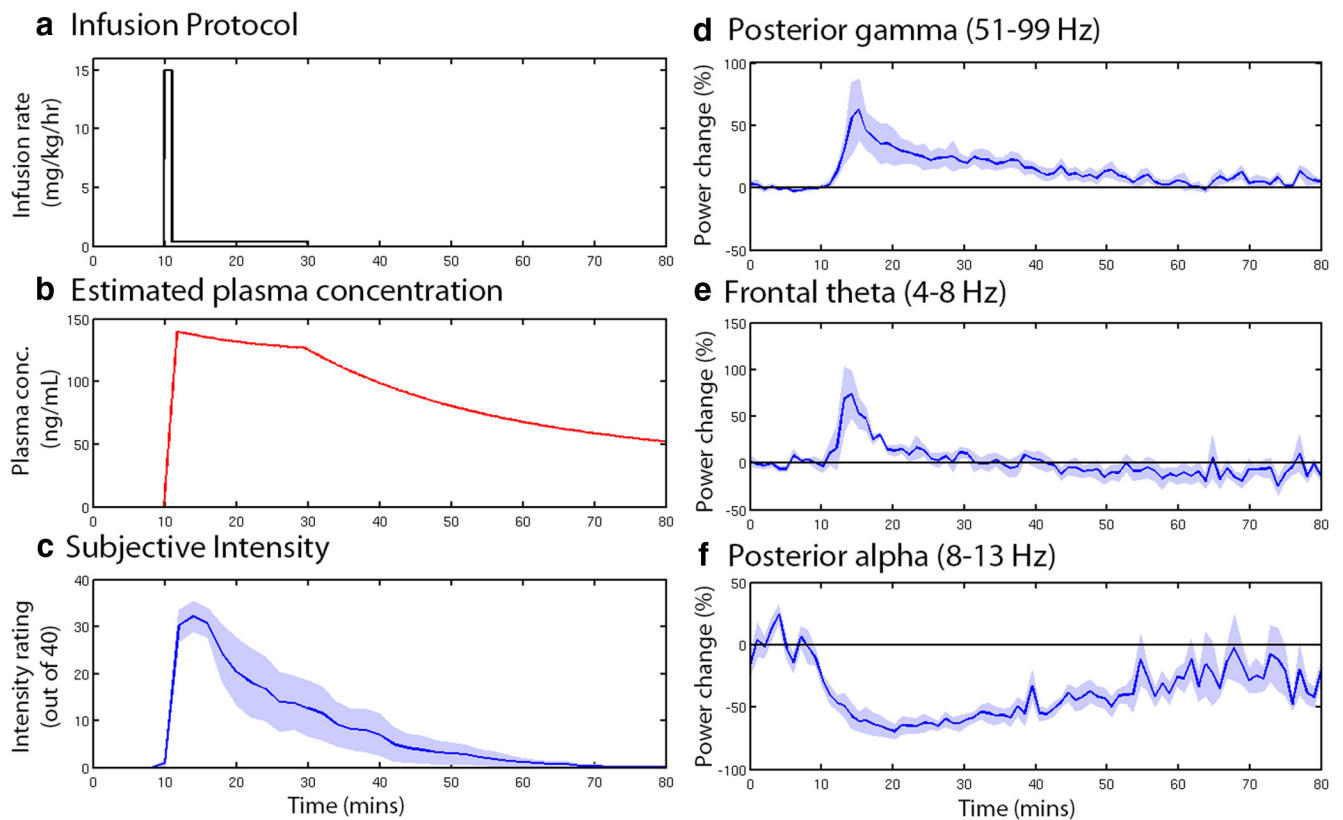 a Infusion Protocol
Infusion rate
(mg/kg/hr)
15
10
5
0
0 10 20 30 40 50 60 70 80
b Estimated plasma concentration
Plasma conc.
(ng/mL)
150
100
50
0
0 10 20 30 40 50 60 70 80
c Subjective Intensity
Intensity rating
(out of 40)
40
30
20
10
0
0 10 20 30 40 50 60 70 80
Time (mins)
d Posterior gamma (51-99 Hz)
Power change (%)
100
50
0
-50
0 10 20 30 40 50 60 70 80
e Frontal theta (4-8 Hz)
Power change (%)
150
100
50
0
-50
0 10 20 30 40 50 60 70 80
f Posterior alpha (8-13 Hz)
Power change (%)
50
0
-50
-100
0 10 20 30 40 50 60 70 80
Time (mins)